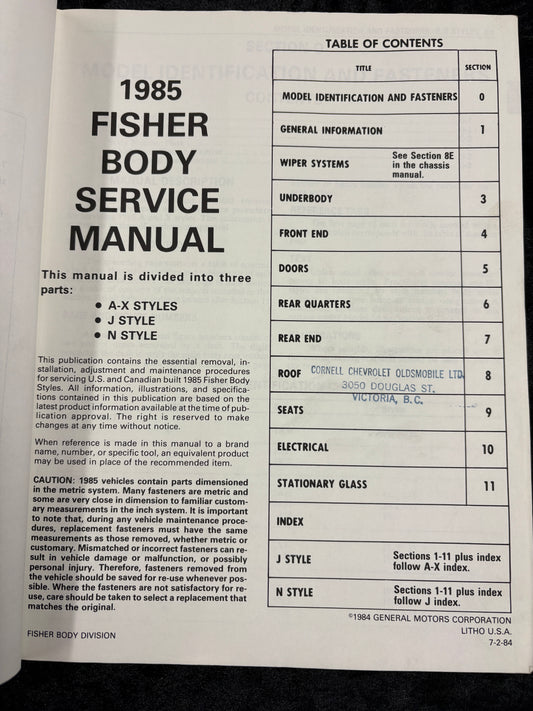 1985
FISHER
BODY
SERVICE
MANUAL
This manual is divided into three
parts:
• A-X STYLES
• J STYLE
• N STYLE
This publication contains the essential removal, in-
stallation, adjustment and maintenance procedures
for servicing U.S. and Canadian built 1985 Fisher Body
Styles. All information, illustrations, and specifica-
tions contained in this publication are based on the
latest product information available at the time of pub-
lication approval. The right is reserved to make
changes at any time without notice.
When reference is made in this manual to a brand
name, number, or specific tool, an equivalent product
may be used in place of the recommended item.
CAUTION: 1985 vehicles contain parts dimensioned
in the metric system. Many fasteners are metric and
some are very close in dimension to familiar custom-
ary measurements in the inch system. It is important
to note that, during any vehicle maintenance proce-
dures, replacement fasteners must have the same
measurements as those removed, whether metric or
customary. Mismatched or incorrect fasteners can re-
sult in vehicle damage or malfunction, or possibly
personal injury. Therefore, fasteners removed from
the vehicle should be saved for re-use whenever pos-
sible. Where the fasteners are not satisfactory for re-
use, care should be taken to select a replacement that
matches the original.
FISHER BODY DIVISION
TABLE OF CONTENTS
TITLE SECTION
MODEL IDENTIFICATION AND FASTENERS 0
GENERAL INFORMATION 1
WIPER SYSTEMS See Section 8E
in the chassis
manual.
UNDERBODY 3
FRONT END 4
DOORS 5
REAR QUARTERS 6
REAR END 7
ROOF 8
CORNELL CHEVROLET OLDSMOBILE LTD.
3050 DOUGLAS ST.
VICTORIA, B.C.
SEATS 9
ELECTRICAL 10
STATIONARY GLASS 11
INDEX
J STYLE Sections 1-11 plus index
follow A-X index.
N STYLE Sections 1-11 plus index
follow J index.
©1984 GENERAL MOTORS CORPORATION
LITHO U.S.A.
7-2-84